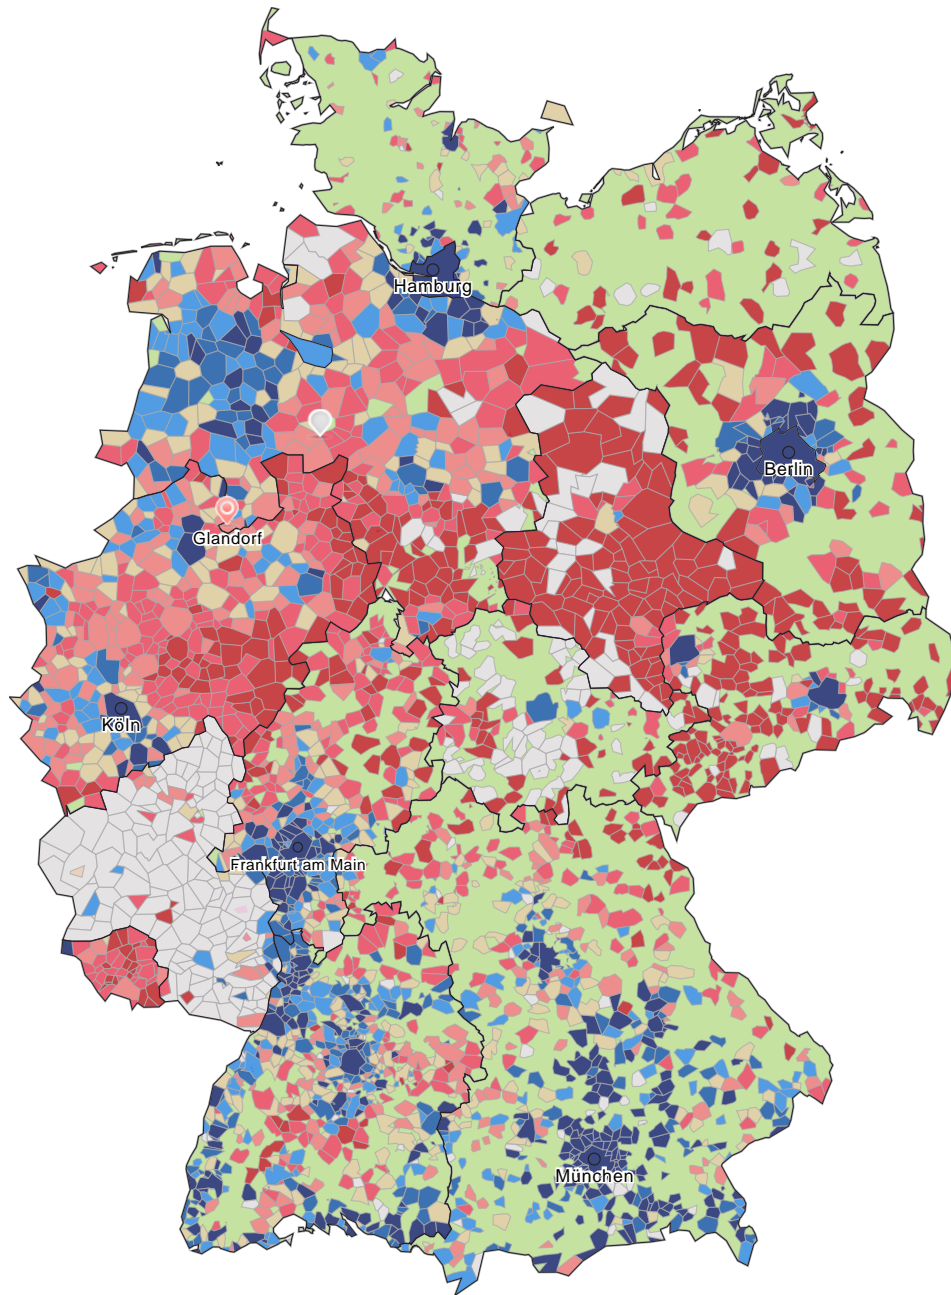 Hamburg
Berlin
Glandorf
Köln
Frankfurt am Main
München